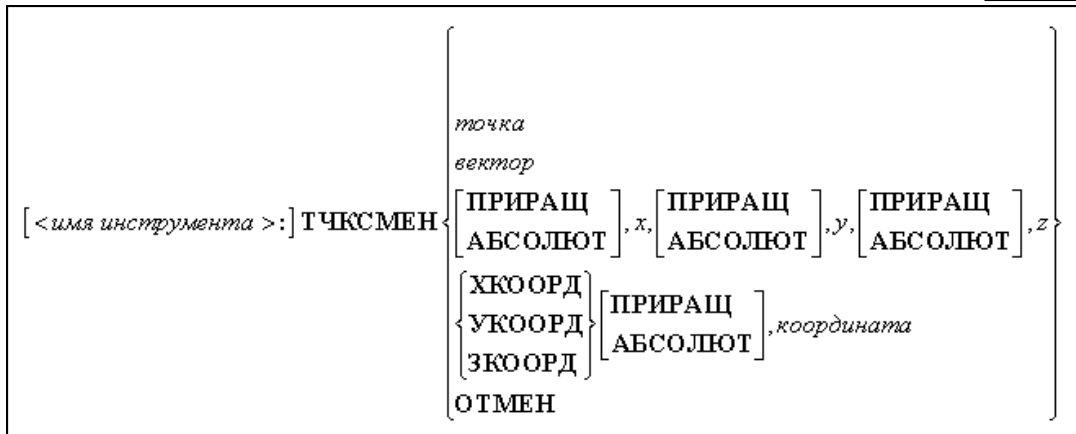 точка
вектор
[<имя инструмента >:] ТЧКСМЕН [ПРИРАЩ АБСОЛЮТ], x, [ПРИРАЩ АБСОЛЮТ], y, [ПРИРАЩ АБСОЛЮТ], z
{ХКООРД УКООРД ЗКООРД} [ПРИРАЩ АБСОЛЮТ], координата
ОТМЕН